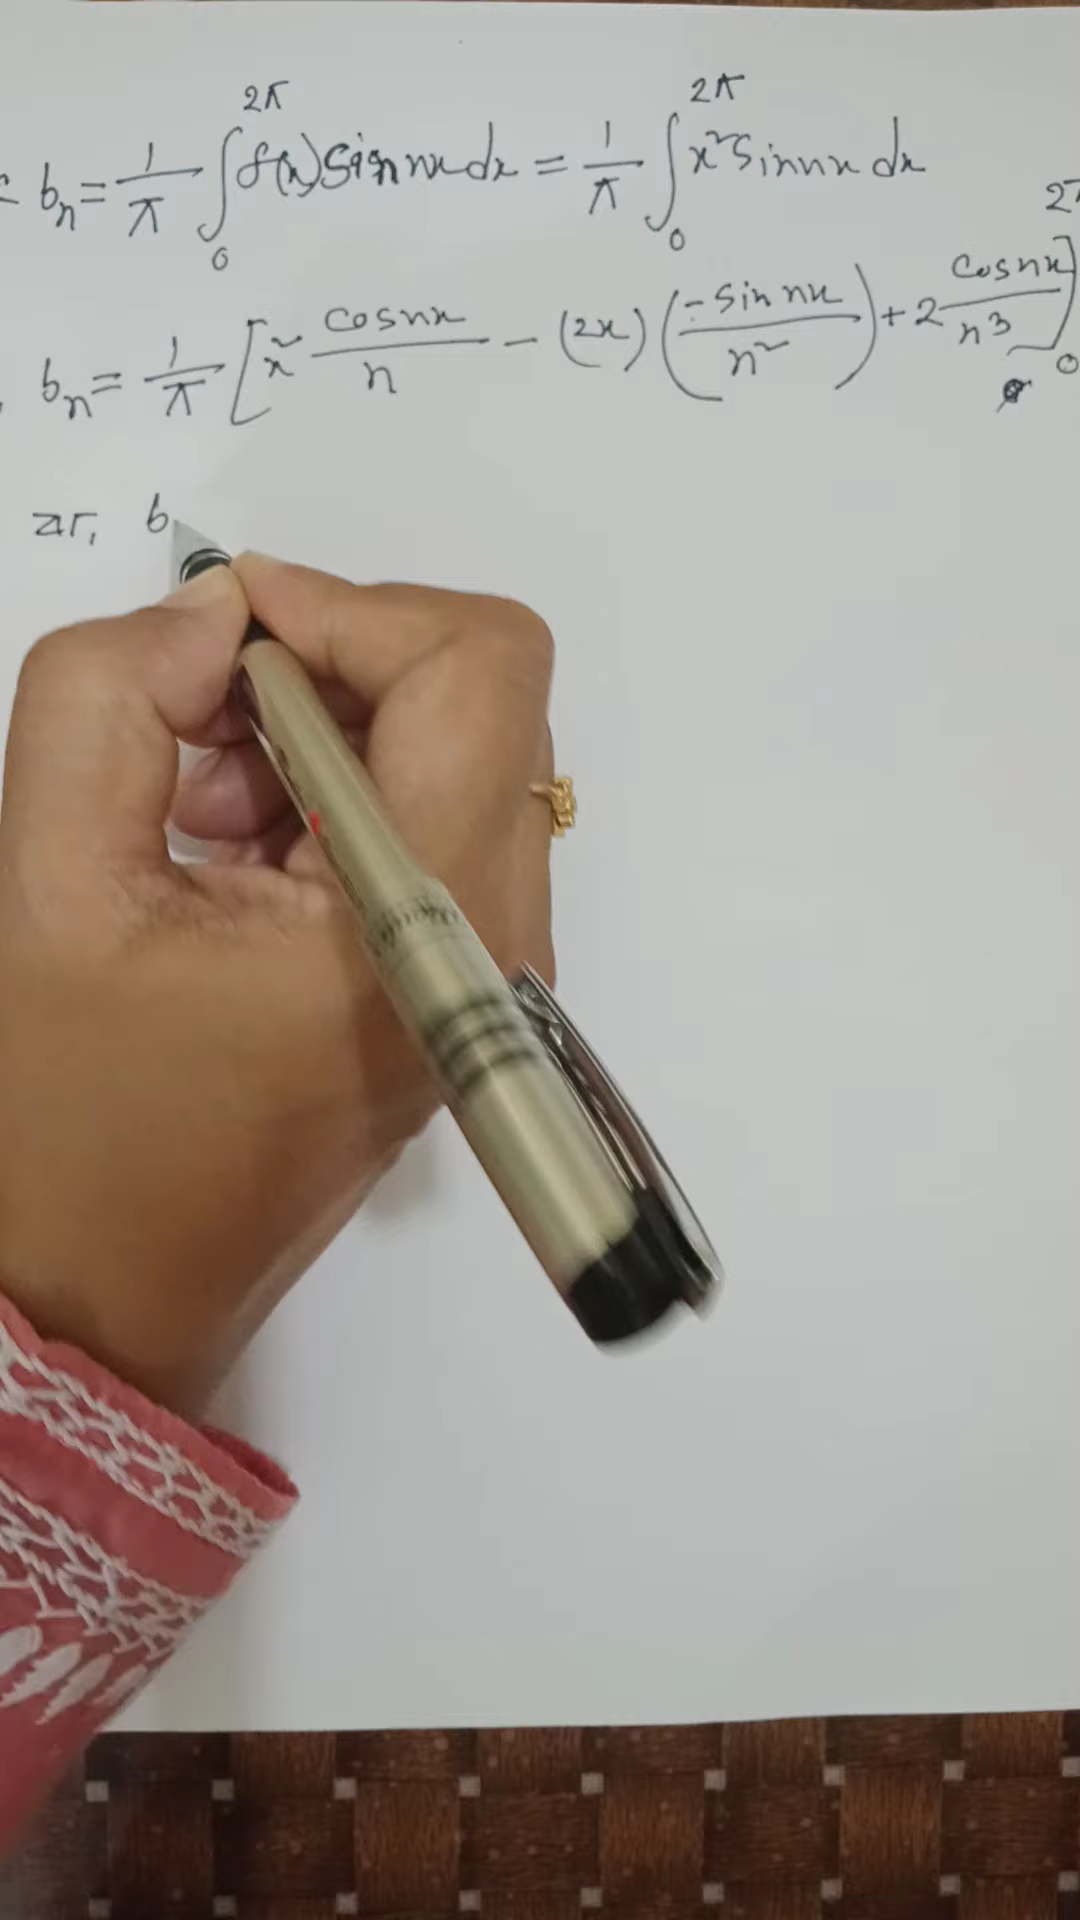 b_n = 1/π ∫_0^{2π} f(x) sin nx dx = 1/π ∫_0^{2π} x² sin nx dx
b_n = 1/π [x² cos nx / n - (2x) (- sin nx / n²) + 2 cos nx / n³]_0^{2π}
b